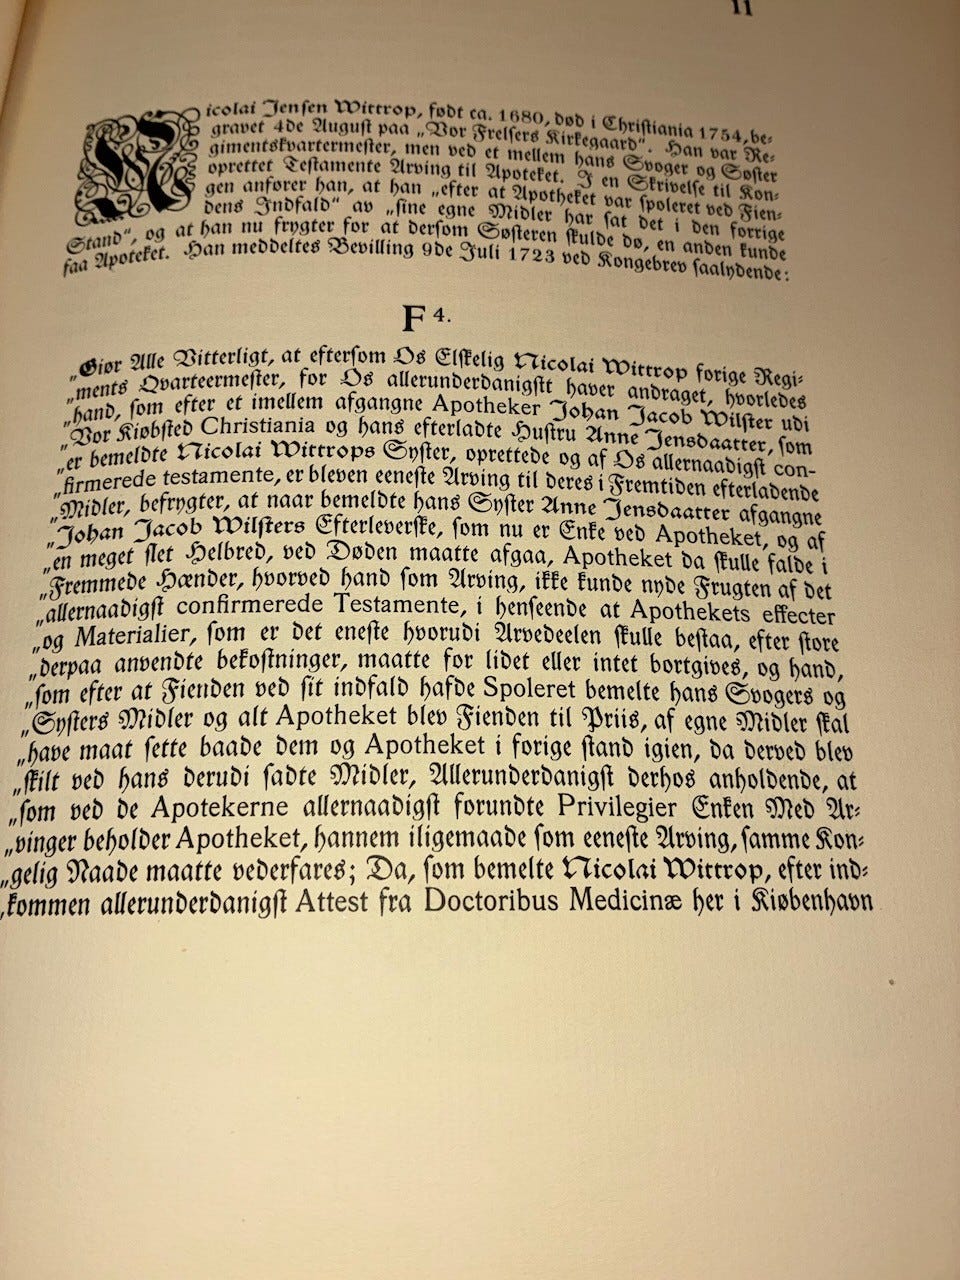 11
Nicolai Jensen Wittrop, født ca. 1680, død i Christiania 1754, be-
gravet 4de August paa „Vor Frelsers Kirkegaard“. Han var Re-
gimentskvartermester, men ved et mellem hans Svoger og Søster
oprettet Testamente Arving til Apoteket. I en Skrivelse til Kon-
gen anfører han, at han „efter at Apotheket var spoleret ved Fien-
dens Indfald“ av „sine egne Midler har sat det i den forrige
Stand“, og at han nu frygter for at dersom Søsteren skulde dø, en anden kunde
faa Apoteket. Han meddeltes Bevilling 9de Juli 1723 ved Kongebrev saalydende:
F 4.
„Giør Alle Vitterligt, at eftersom Os Elskelig Nicolai Wittrop forige Regi-
„ments Qvarteermester, for Os allerunderdanigstt haver andraget, hvorledes
„hand, som efter et imellem afgangne Apotheker Johan Jacob Wilster udi
„Vor Kiøbsted Christiania og hans efterladte Hustru Anne Jensdaatter, som
„er bemeldte Nicolai Wittrops Syster, oprettede og af Os allernaadigst con-
„firmerede testamente, er bleven eeneste Arving til deres i Fremtiden efterladende
„Midler, befrygter, at naar bemeldte hans Syster Anne Jensdaatter afgangne
„Johan Jacob Wilsters Efterleverske, som nu er Enke ved Apotheket, og af
„en meget slet Helbred, ved Døden maatte afgaa, Apotheket da skulle falde i
„Fremmede Hænder, hvorved hand som Arving, ikke kunde nyde Frugten af det
„allernaadigst confirmerede Testamente, i henseende at Apothekets effecter
„og Materialier, som er det eneste hvorudi Arvedeelen skulle bestaa, efter store
„derpaa anvendte bekostninger, maatte for lidet eller intet bortgives, og hand,
„som efter at Fienden ved sit indfald hafde Spoleret bemelte hans Svogers og
„Systers Midler og alt Apotheket blev Fienden til Priis, af egne Midler skal
„have maat sette baade dem og Apotheket i forige stand igien, da derved blev
„skilt ved hans derudi sadte Midler, Allerunderdanigst derhos anholdende, at
„som ved de Apotekerne allernaadigst forundte Privilegier Enken Med Ar-
„vinger beholder Apotheket, hannem iligemaade som eeneste Arving, samme Kon-
„gelig Naade maatte vederfares; Da, som bemelte Nicolai Wittrop, efter ind-
„kommen allerunderdanigst Attest fra Doctoribus Medicinæ her i Kiøbenhavn